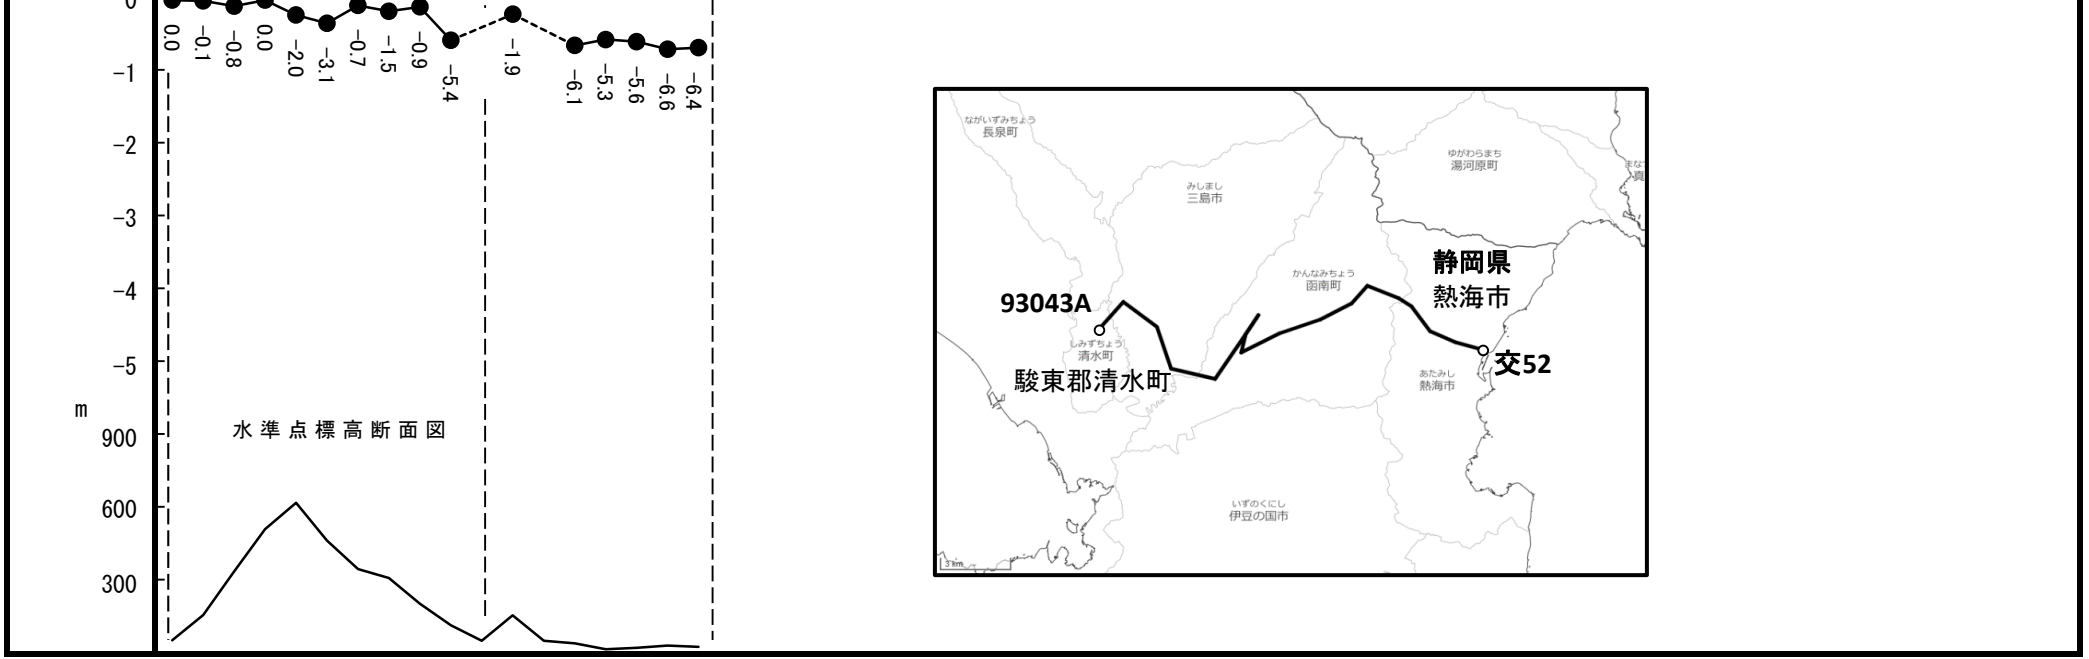 0
0.0
-0.1
-0.8
0.0
-2.0
-3.1
-0.7
-1.5
-0.9
-5.4
-1.9
-6.1
-5.3
-5.6
-6.6
-6.4
-1
-2
-3
-4
-5
m
900
水準点標高断面図
600
300
ながいずみちょう
長泉町
ゆがわらまち
湯河原町
まな
真
みしまし
三島市
静岡県
熱海市
かんなみちょう
函南町
93043A
しみずちょう
清水町
駿東郡清水町
交52
あたみし
熱海市
いずのくにし
伊豆の国市
3 km